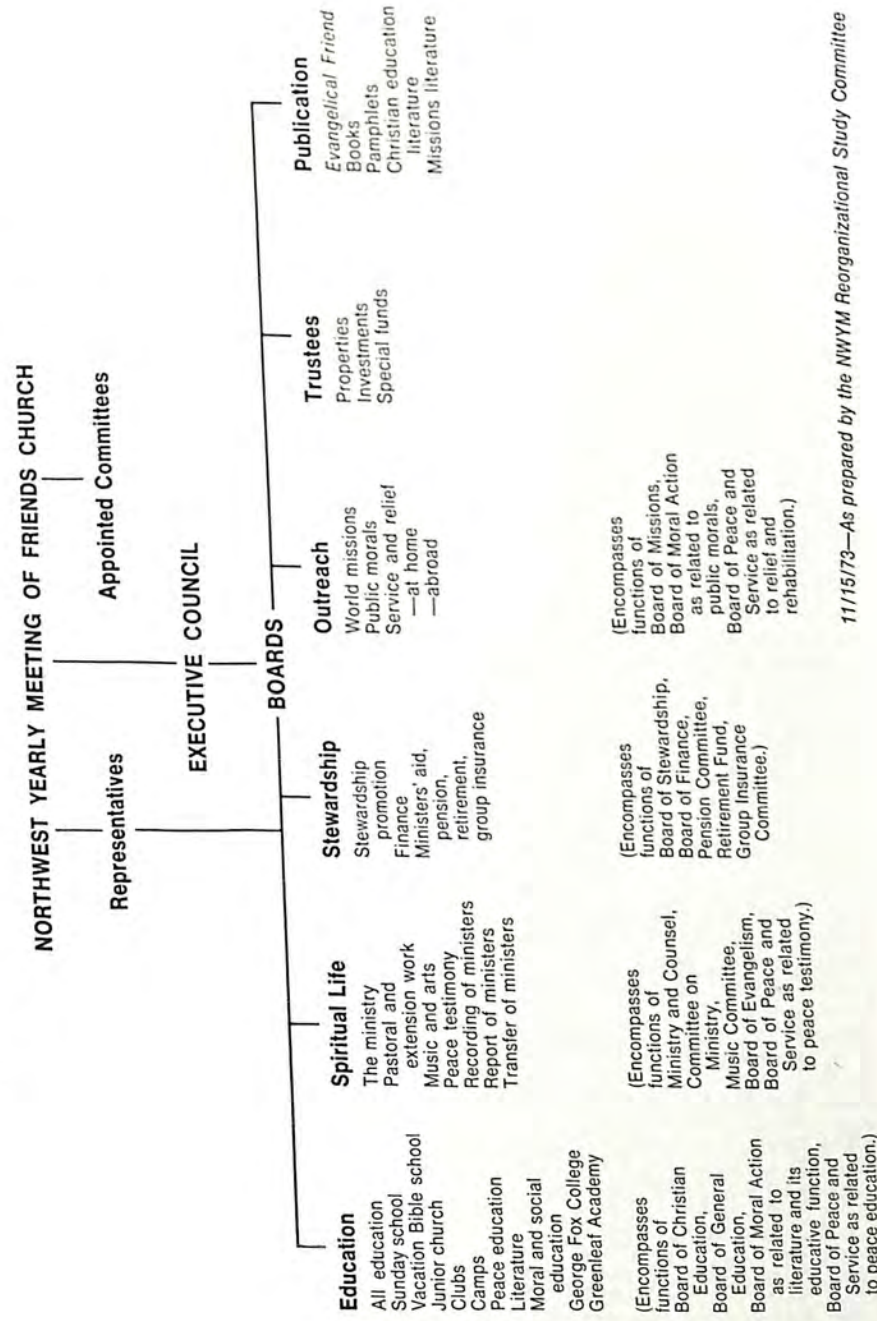 NORTHWEST YEARLY MEETING OF FRIENDS CHURCH
Representatives
Appointed Committees
EXECUTIVE COUNCIL
BOARDS
Education
All education
Sunday school
Vacation Bible school
Junior church
Clubs
Camps
Peace education
Literature
Moral and social
education
George Fox College
Greenleaf Academy
(Encompasses
functions of
Board of Christian
Education,
Board of General
Education,
Board of Moral Action
as related to
literature and its
educative function,
Board of Peace and
Service as related
to peace education.)
Spiritual Life
The ministry
Pastoral and
extension work
Music and arts
Peace testimony
Recording of ministers
Report of ministers
Transfer of ministers
(Encompasses
functions of
Ministry and Counsel,
Committee on
Ministry,
Music Committee,
Board of Evangelism,
Board of Peace and
Service as related
to peace testimony.)
Stewardship
Stewardship
promotion
Finance
Ministers' aid,
pension,
retirement,
group insurance
(Encompasses
functions of
Board of Stewardship,
Board of Finance,
Pension Committee,
Retirement Fund,
Group Insurance
Committee.)
Outreach
World missions
Public morals
Service and relief
—at home
—abroad
(Encompasses
functions of
Board of Missions,
Board of Moral Action
as related to
public morals,
Board of Peace and
Service as related
to relief and
rehabilitation.)
Trustees
Properties
Investments
Special funds
Publication
Evangelical Friend
Books
Pamphlets
Christian education
literature
Missions literature
11/15/73—As prepared by the NWYM Reorganizational Study Committee